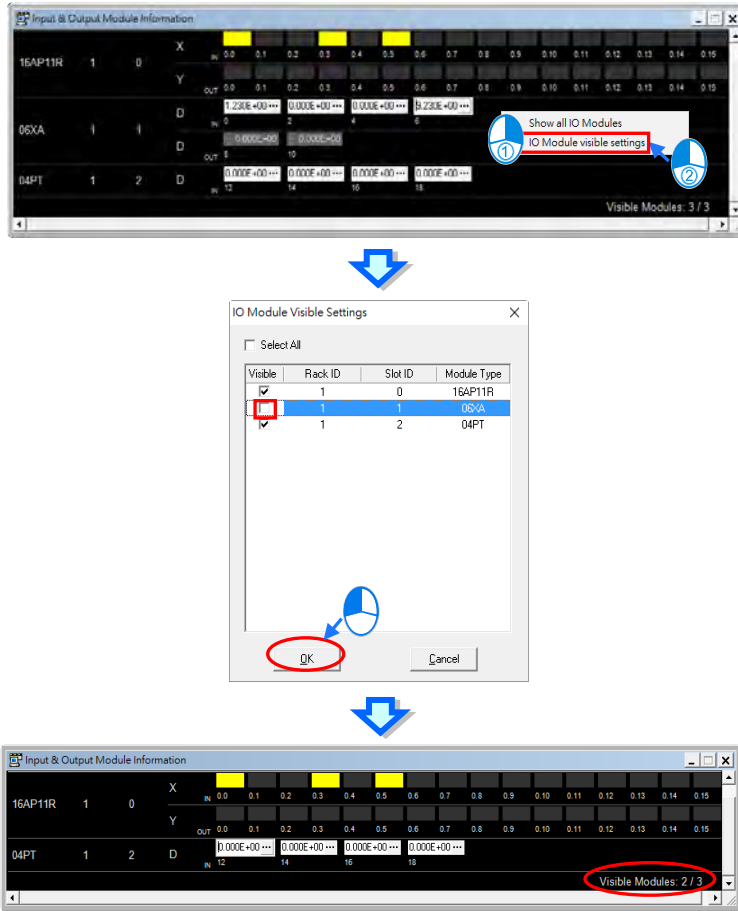 Input & Output Module Information
X IN 0.0 0.1 0.2 0.3 0.4 0.5 0.6 0.7 0.8 0.9 0.10 0.11 0.12 0.13 0.14 0.15
16AP11R 1 0
Y OUT 0.0 0.1 0.2 0.3 0.4 0.5 0.6 0.7 0.8 0.9 0.10 0.11 0.12 0.13 0.14 0.15
D IN 1.230E+00 ••• 0.000E+00 ••• 0.000E+00 ••• 9.230E+00 •••
0 2 4 6
06XA 1 1
D OUT 0.000E+00 0.000E+00
8 10
04PT 1 2 D IN 0.000E+00 ••• 0.000E+00 ••• 0.000E+00 ••• 0.000E+00 •••
12 14 16 18
Show all IO Modules
IO Module visible settings
1
2
Visible Modules: 3 / 3
IO Module Visible Settings
Select All
Visible Rack ID Slot ID Module Type
1 0 16AP11R
1 1 06XA
1 2 04PT
OK Cancel
Input & Output Module Information
X IN 0.0 0.1 0.2 0.3 0.4 0.5 0.6 0.7 0.8 0.9 0.10 0.11 0.12 0.13 0.14 0.15
16AP11R 1 0
Y OUT 0.0 0.1 0.2 0.3 0.4 0.5 0.6 0.7 0.8 0.9 0.10 0.11 0.12 0.13 0.14 0.15
04PT 1 2 D IN 0.000E+00 ••• 0.000E+00 ••• 0.000E+00 ••• 0.000E+00 •••
12 14 16 18
Visible Modules: 2 / 3